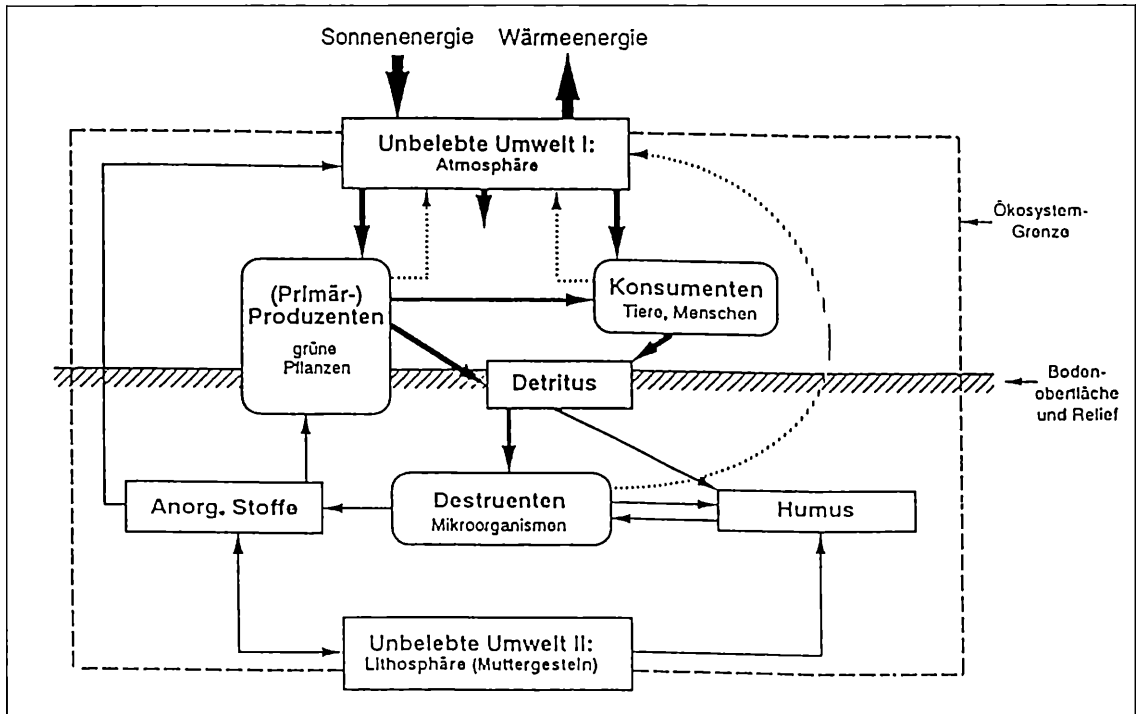 Sonnenenergie Wärmeenergie
Unbelebte Umwelt I:
Atmosphäre
Ökosystem-
Grenze
(Primär-)
Produzenten
grüne
Pflanzen
Konsumenten
Tiere, Menschen
Detritus
Boden-
oberfläche
und Relief
Anorg. Stoffe
Destruenten
Mikroorganismen
Humus
Unbelebte Umwelt II:
Lithosphäre (Muttergestein)